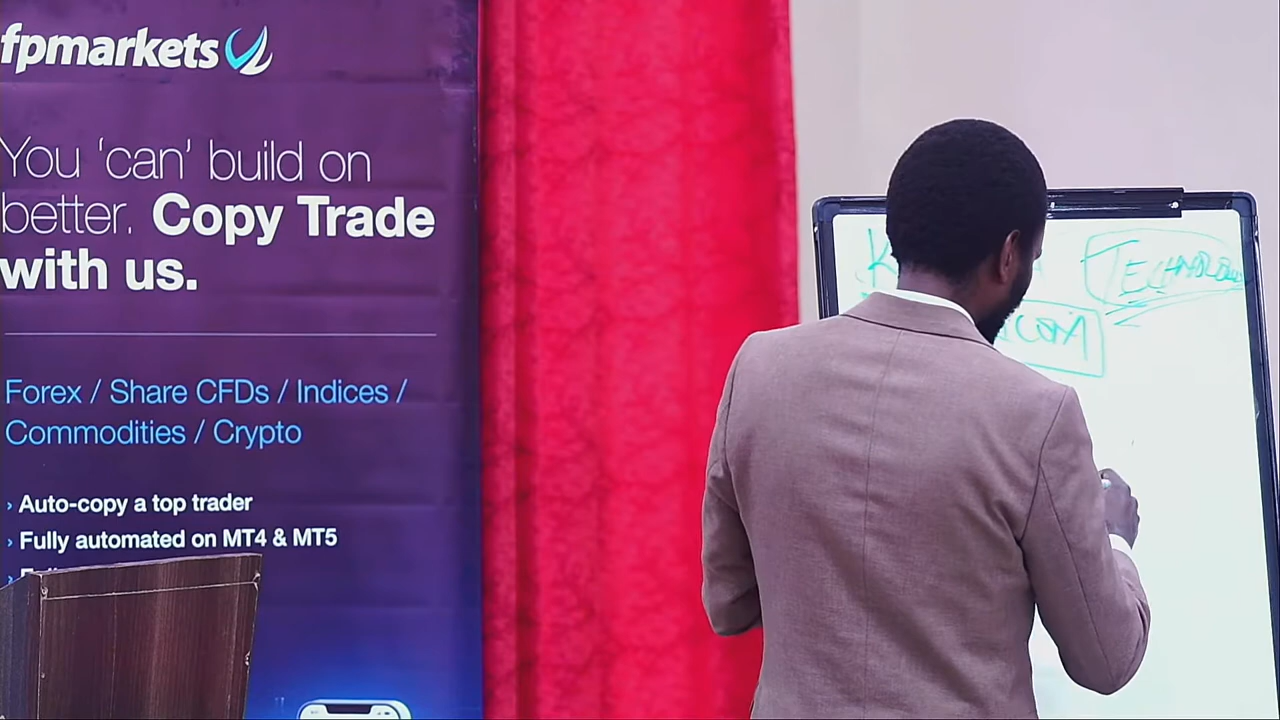 fpmarkets
You 'can' build on
better. Copy Trade
with us.
Forex / Share CFDs / Indices /
Commodities / Crypto
› Auto-copy a top trader
› Fully automated on MT4 & MT5
TECHNOLOGY